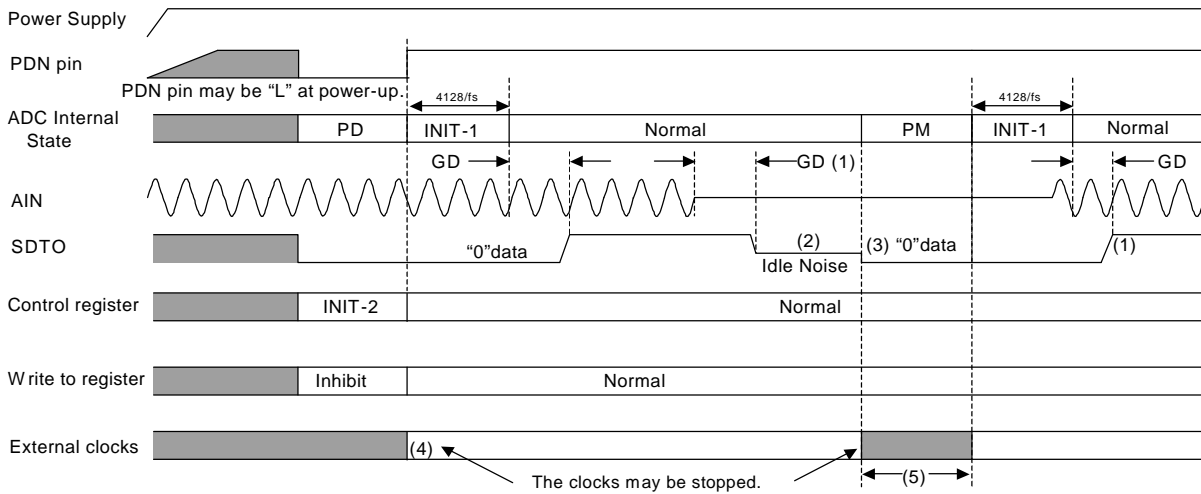 Power Supply
PDN pin
PDN pin may be “L” at power-up.
4128/fs
4128/fs
ADC Internal
State
PD
INIT-1
Normal
PM
INIT-1
Normal
GD
GD (1)
GD
AIN
SDTO
“0”data
(2)
Idle Noise
(3) “0”data
(1)
Control register
INIT-2
Normal
Write to register
Inhibit
Normal
External clocks
(4)
The clocks may be stopped.
(5)